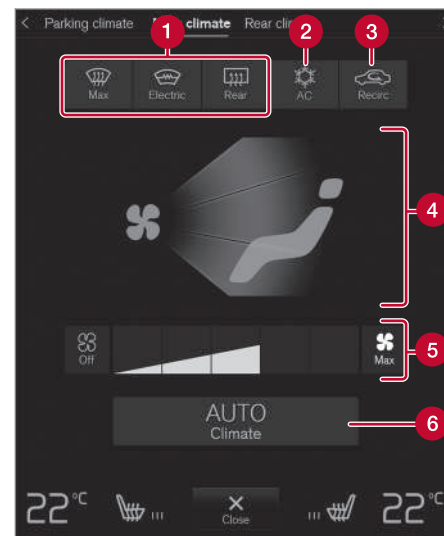 Parking climate climate Rear
1 2 3
Max Electric Rear AC Recirc
4
Off Max 5
AUTO
Climate 6
22°C 22°C
Close